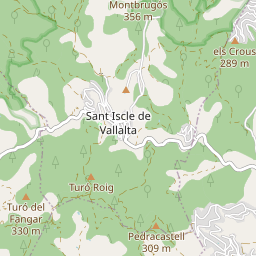 Montbrugós
356 m
els Crous
289 m
Sant Iscle de
Vallalta
Turó Roig
Turó del
Fangar
330 m
Pedracastell
309 m